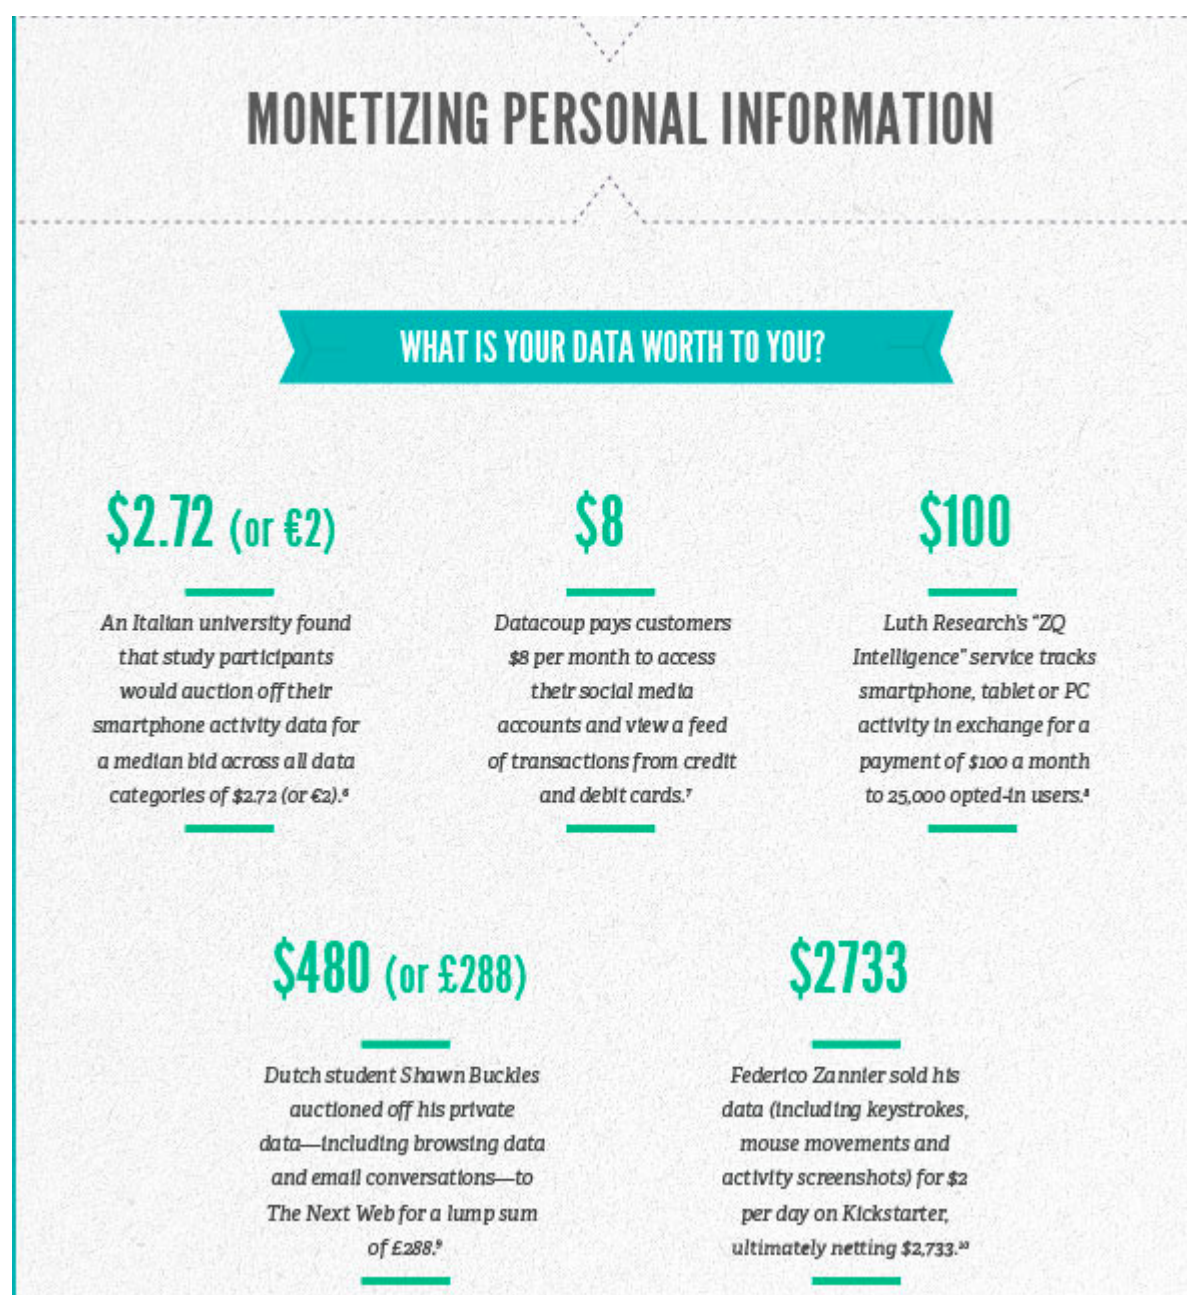 MONETIZING PERSONAL INFORMATION
WHAT IS YOUR DATA WORTH TO YOU?
$2.72 (or €2)
An Italian university found
that study participants
would auction off their
smartphone activity data for
a median bid across all data
categories of $2.72 (or €2).⁶
$8
Datacoup pays customers
$8 per month to access
their social media
accounts and view a feed
of transactions from credit
and debit cards.⁷
$100
Luth Research's "ZQ
Intelligence" service tracks
smartphone, tablet or PC
activity in exchange for a
payment of $100 a month
to 25,000 opted-in users.⁸
$480 (or £288)
Dutch student Shawn Buckles
auctioned off his private
data—including browsing data
and email conversations—to
The Next Web for a lump sum
of £288.⁹
$2733
Federico Zannier sold his
data (including keystrokes,
mouse movements and
activity screenshots) for $2
per day on Kickstarter,
ultimately netting $2,733.¹⁰